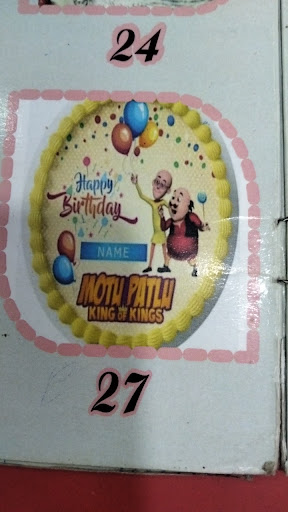 24
Happy
Birthday
NAME
MOTU PATLU
KING OF KINGS
27